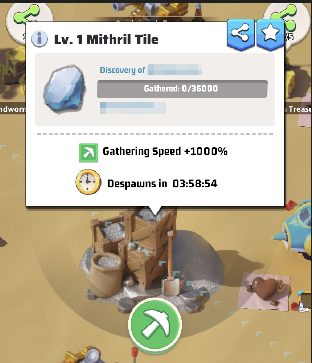 Lv. 1 Mithril Tile
Discovery of
Gathered: 0/36000
Gathering Speed +1000%
Despawns in 03:58:54